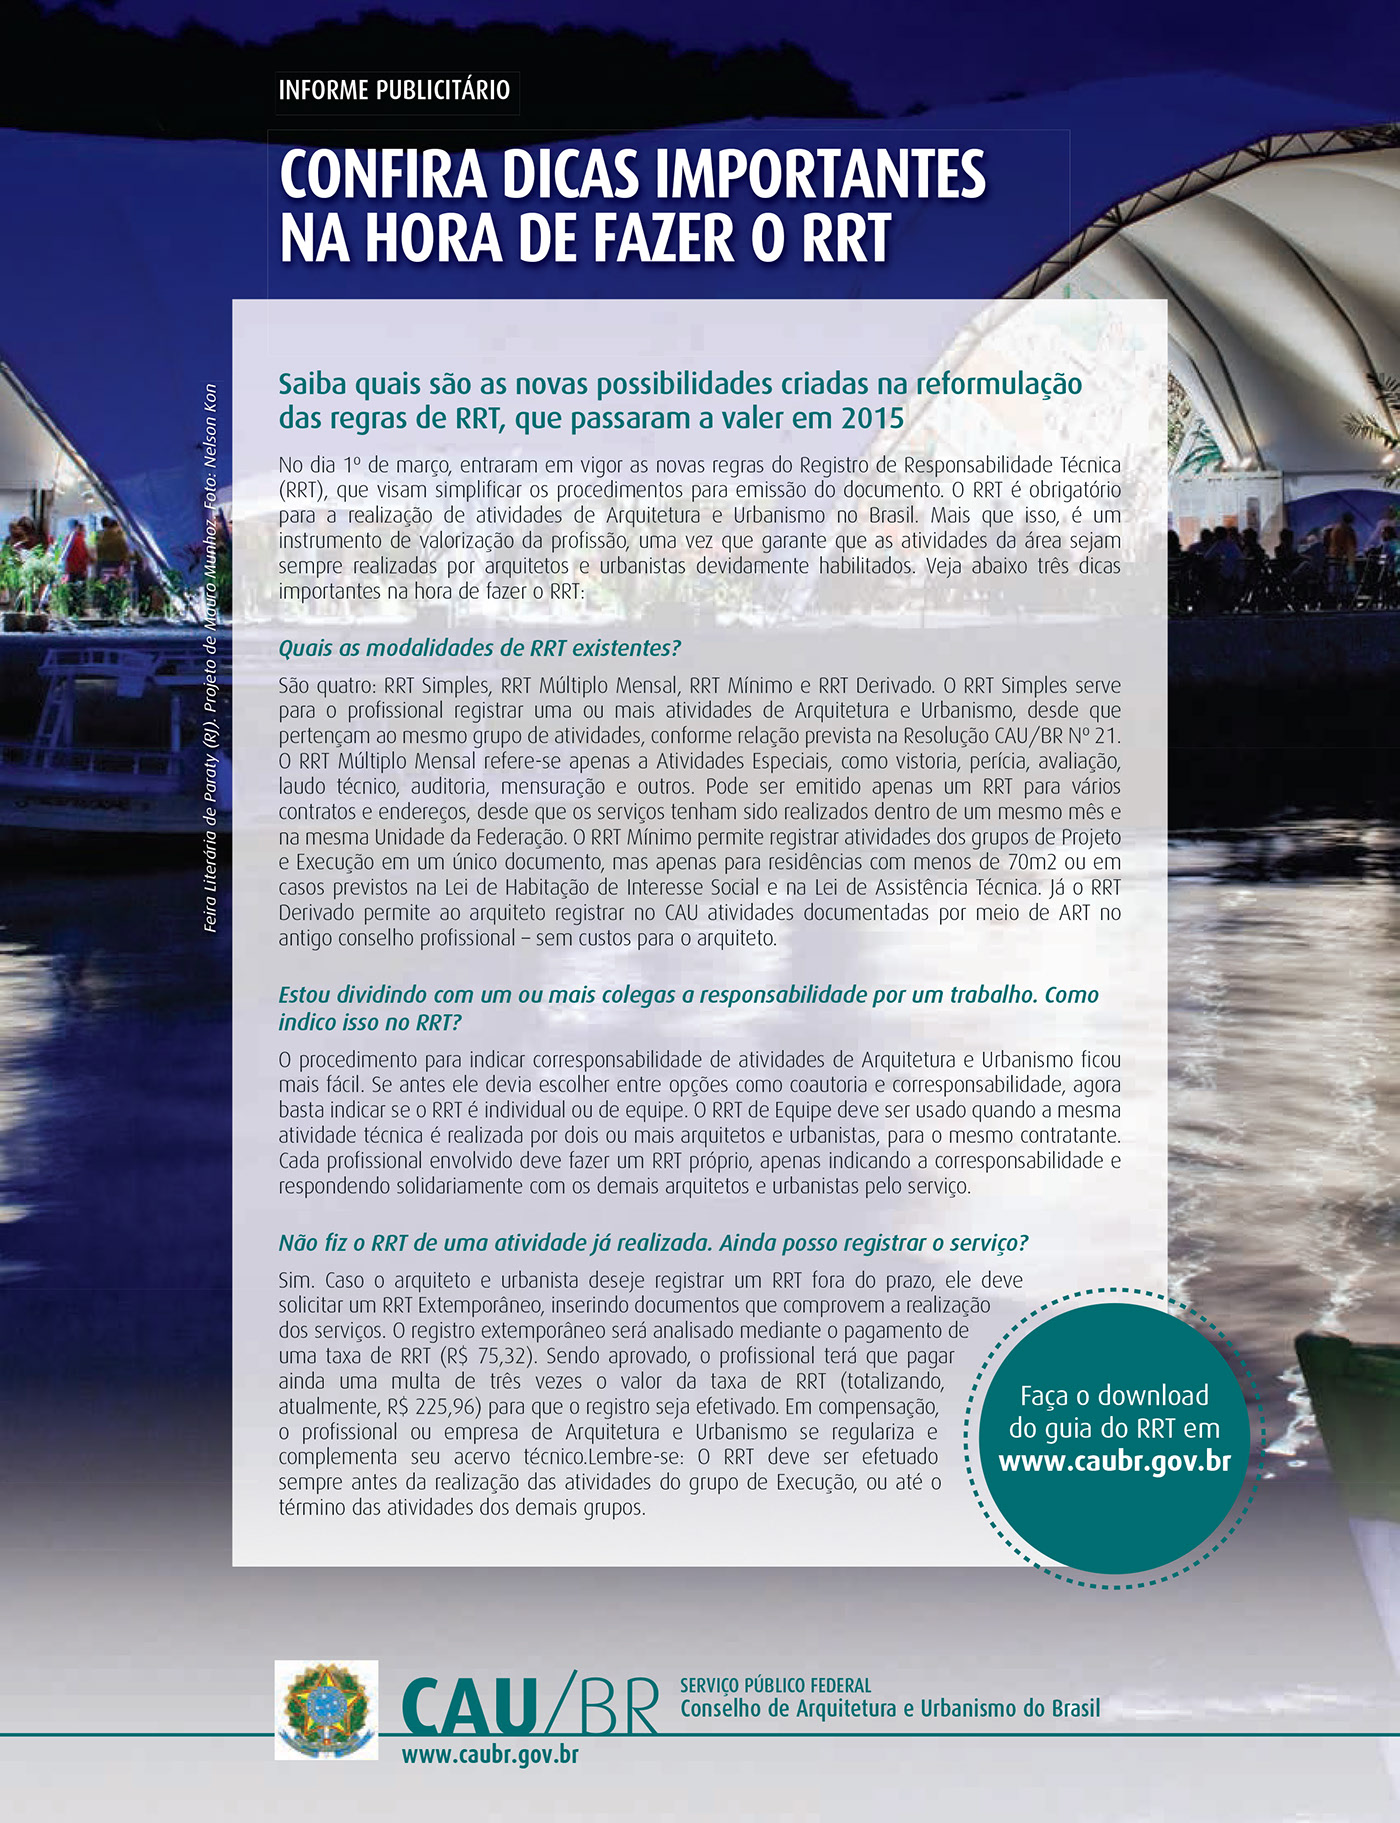 INFORME PUBLICITÁRIO
CONFIRA DICAS IMPORTANTES
NA HORA DE FAZER O RRT
Saiba quais são as novas possibilidades criadas na reformulação
das regras de RRT, que passaram a valer em 2015
No dia 1º de março, entraram em vigor as novas regras do Registro de Responsabilidade Técnica
(RRT), que visam simplificar os procedimentos para emissão do documento. O RRT é obrigatório
para a realização de atividades de Arquitetura e Urbanismo no Brasil. Mais que isso, é um
instrumento de valorização da profissão, uma vez que garante que as atividades da área sejam
sempre realizadas por arquitetos e urbanistas devidamente habilitados. Veja abaixo três dicas
importantes na hora de fazer o RRT:
Quais as modalidades de RRT existentes?
São quatro: RRT Simples, RRT Múltiplo Mensal, RRT Mínimo e RRT Derivado. O RRT Simples serve
para o profissional registrar uma ou mais atividades de Arquitetura e Urbanismo, desde que
pertençam ao mesmo grupo de atividades, conforme relação prevista na Resolução CAU/BR Nº 21.
O RRT Múltiplo Mensal refere-se apenas a Atividades Especiais, como vistoria, perícia, avaliação,
laudo técnico, auditoria, mensuração e outros. Pode ser emitido apenas um RRT para vários
contratos e endereços, desde que os serviços tenham sido realizados dentro de um mesmo mês e
na mesma Unidade da Federação. O RRT Mínimo permite registrar atividades dos grupos de Projeto
e Execução em um único documento, mas apenas para residências com menos de 70m2 ou em
casos previstos na Lei de Habitação de Interesse Social e na Lei de Assistência Técnica. Já o RRT
Derivado permite ao arquiteto registrar no CAU atividades documentadas por meio de ART no
antigo conselho profissional – sem custos para o arquiteto.
Estou dividindo com um ou mais colegas a responsabilidade por um trabalho. Como
indico isso no RRT?
O procedimento para indicar corresponsabilidade de atividades de Arquitetura e Urbanismo ficou
mais fácil. Se antes ele devia escolher entre opções como coautoria e corresponsabilidade, agora
basta indicar se o RRT é individual ou de equipe. O RRT de Equipe deve ser usado quando a mesma
atividade técnica é realizada por dois ou mais arquitetos e urbanistas, para o mesmo contratante.
Cada profissional envolvido deve fazer um RRT próprio, apenas indicando a corresponsabilidade e
respondendo solidariamente com os demais arquitetos e urbanistas pelo serviço.
Não fiz o RRT de uma atividade já realizada. Ainda posso registrar o serviço?
Sim. Caso o arquiteto e urbanista deseje registrar um RRT fora do prazo, ele deve
solicitar um RRT Extemporâneo, inserindo documentos que comprovem a realização
dos serviços. O registro extemporâneo será analisado mediante o pagamento de
uma taxa de RRT (R$ 75,32). Sendo aprovado, o profissional terá que pagar
ainda uma multa de três vezes o valor da taxa de RRT (totalizando,
atualmente, R$ 225,96) para que o registro seja efetivado. Em compensação,
o profissional ou empresa de Arquitetura e Urbanismo se regulariza e
complementa seu acervo técnico.Lembre-se: O RRT deve ser efetuado
sempre antes da realização das atividades do grupo de Execução, ou até o
término das atividades dos demais grupos.
Faça o download
do guia do RRT em
www.caubr.gov.br
Feira Literária de Paraty (RJ). Projeto de Mauro Munhoz. Foto: Nelson Kon
CAU/BR
SERVIÇO PÚBLICO FEDERAL
Conselho de Arquitetura e Urbanismo do Brasil
www.caubr.gov.br